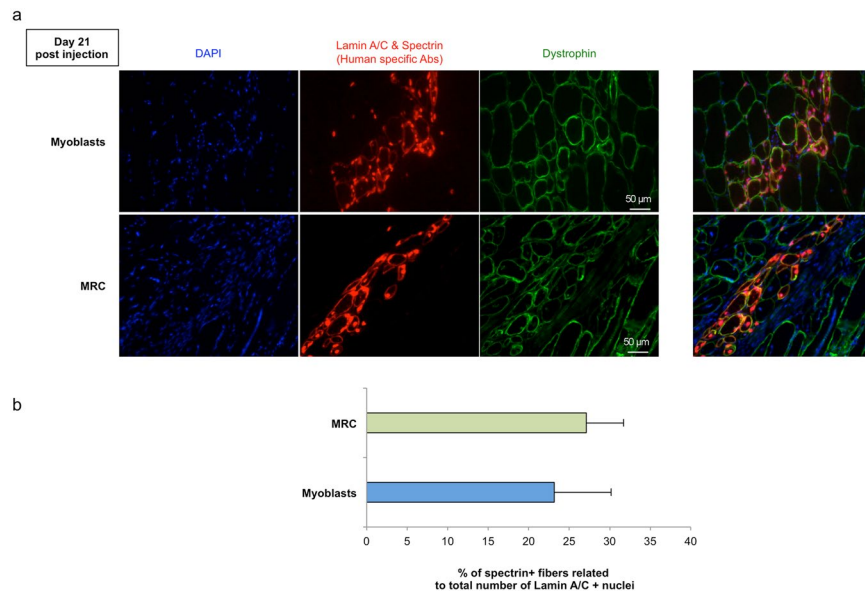 a
Day 21
post injection
DAPI
Lamin A/C & Spectrin
(Human specific Abs)
Dystrophin
Myoblasts
50 µm
MRC
50 µm
b
MRC
Myoblasts
0 5 10 15 20 25 30 35 40
% of spectrin+ fibers related
to total number of Lamin A/C + nuclei